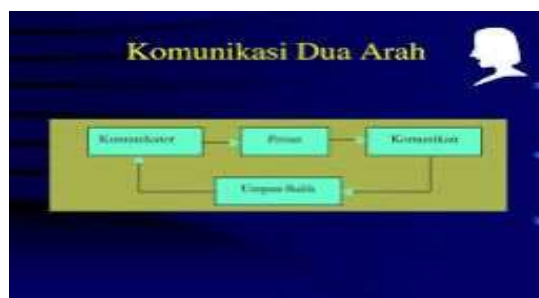 Komunikasi Dua Arah
Komunikator
Pesan
Komunikan
Umpan Balik